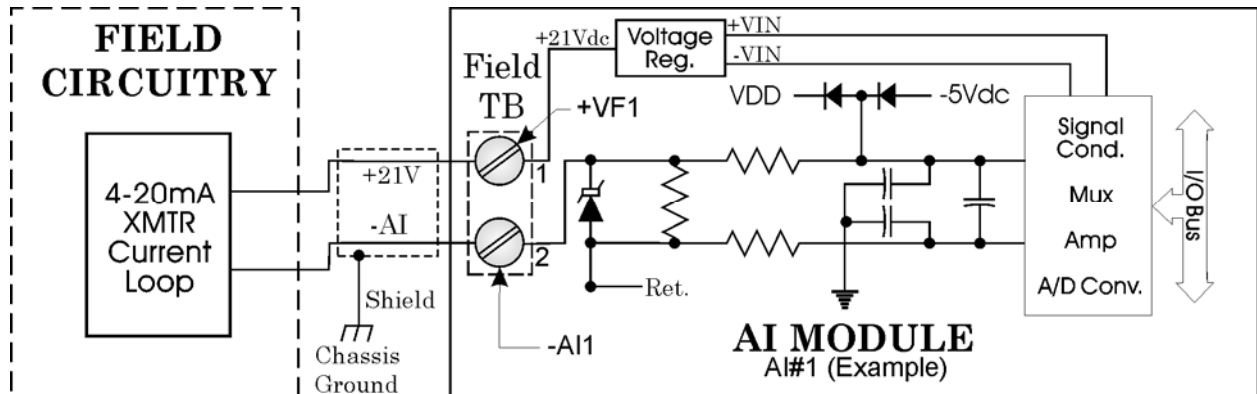 FIELD
CIRCUITRY
4-20mA
XMTR
Current
Loop
+21V
-AI
Shield
Chassis
Ground
Field
TB
+VF1
1
2
-AI1
+21Vdc
Voltage
Reg.
+VIN
-VIN
VDD
-5Vdc
Ret.
Signal
Cond.
Mux
Amp
A/D Conv.
I/O Bus
AI MODULE
AI#1 (Example)